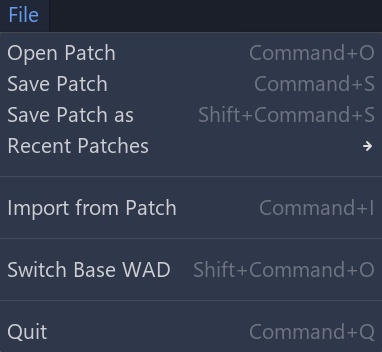 File
Open Patch Command+O
Save Patch Command+S
Save Patch as Shift+Command+S
Recent Patches
Import from Patch Command+I
Switch Base WAD Shift+Command+O
Quit Command+Q